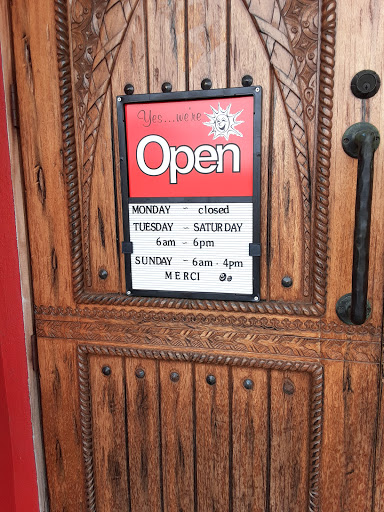 Yes...we're
Open
MONDAY – closed
TUESDAY – SATURDAY
6am – 6pm
SUNDAY – 6am - 4pm
MERCI